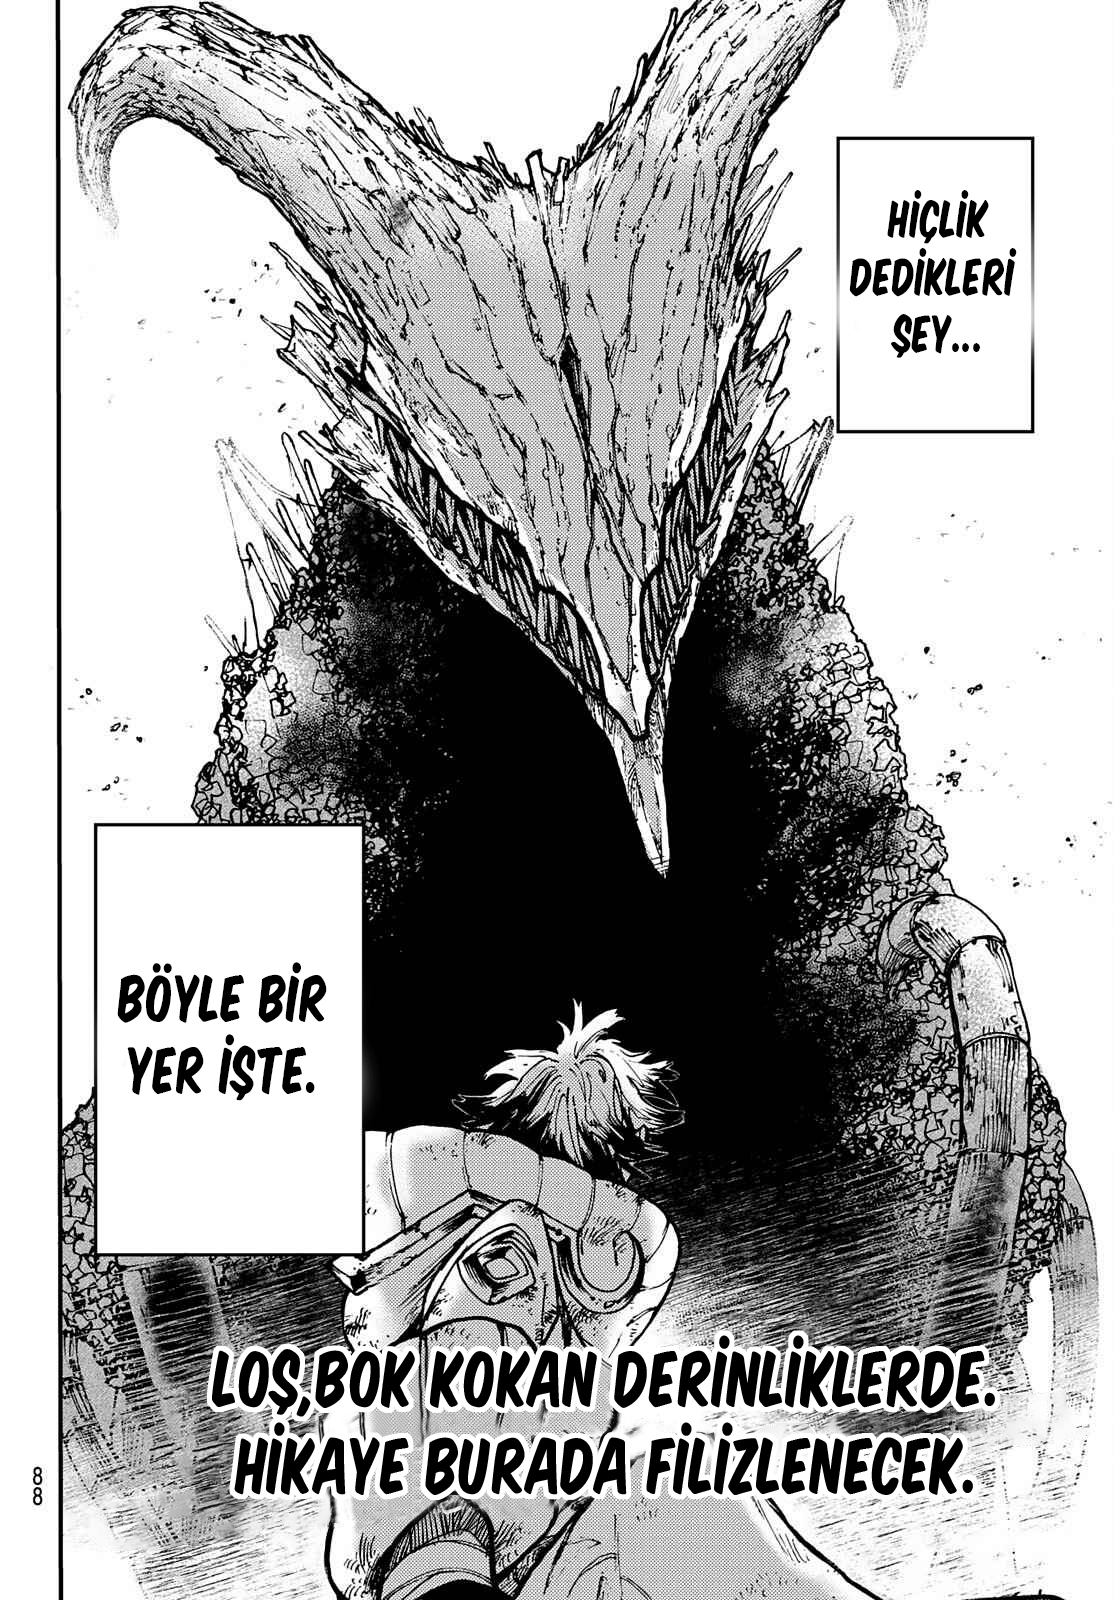 HİÇLİK
DEDİKLERİ
ŞEY...
BÖYLE BİR
YER İŞTE.
LOŞ,BOK KOKAN DERİNLİKLERDE.
HİKAYE BURADA FİLİZLENECEK.
88